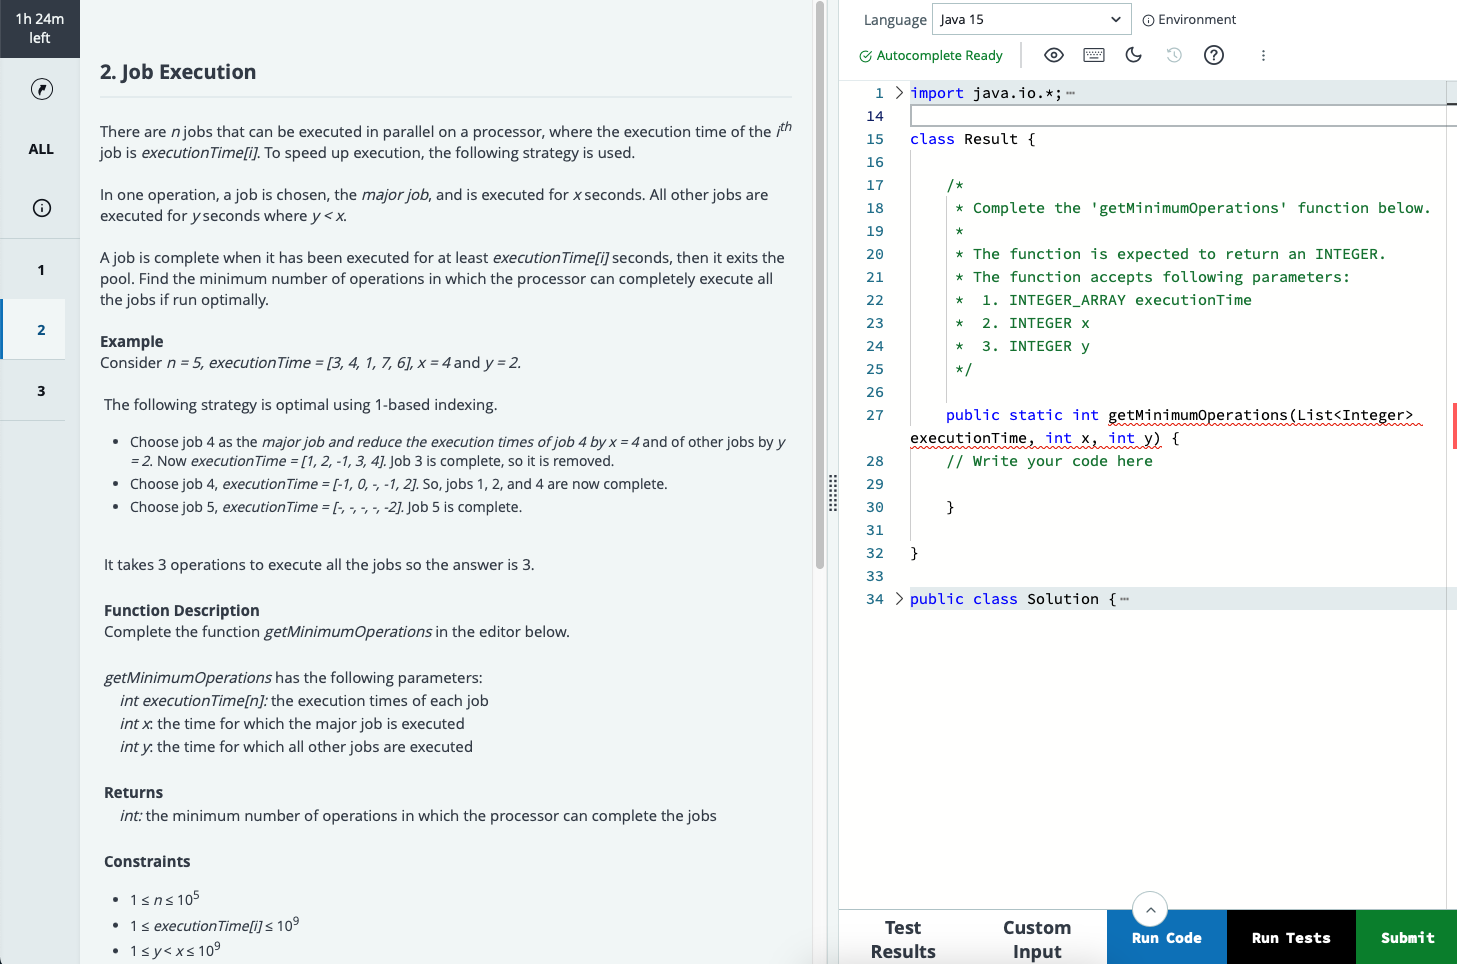 1h 24m
left
ALL
1
2
3
2. Job Execution
There are n jobs that can be executed in parallel on a processor, where the execution time of the ith
job is executionTime[i]. To speed up execution, the following strategy is used.
In one operation, a job is chosen, the major job, and is executed for x seconds. All other jobs are
executed for y seconds where y < x.
A job is complete when it has been executed for at least executionTime[i] seconds, then it exits the
pool. Find the minimum number of operations in which the processor can completely execute all
the jobs if run optimally.
Example
Consider n = 5, executionTime = [3, 4, 1, 7, 6], x = 4 and y = 2.
The following strategy is optimal using 1-based indexing.
• Choose job 4 as the major job and reduce the execution times of job 4 by x = 4 and of other jobs by y
= 2. Now executionTime = [1, 2, -1, 3, 4]. Job 3 is complete, so it is removed.
• Choose job 4, executionTime = [-1, 0, -, -1, 2]. So, jobs 1, 2, and 4 are now complete.
• Choose job 5, executionTime = [-, -, -, -, -2]. Job 5 is complete.
It takes 3 operations to execute all the jobs so the answer is 3.
Function Description
Complete the function getMinimumOperations in the editor below.
getMinimumOperations has the following parameters:
int executionTime[n]: the execution times of each job
int x: the time for which the major job is executed
int y: the time for which all other jobs are executed
Returns
int: the minimum number of operations in which the processor can complete the jobs
Constraints
• 1 ≤ n ≤ 10⁵
• 1 ≤ executionTime[i] ≤ 10⁹
• 1 ≤ y < x ≤ 10⁹
Language Java 15 Environment
Autocomplete Ready
1 import java.io.*;⋯
14
15 class Result {
16
17 /*
18 * Complete the 'getMinimumOperations' function below.
19 *
20 * The function is expected to return an INTEGER.
21 * The function accepts following parameters:
22 * 1. INTEGER_ARRAY executionTime
23 * 2. INTEGER x
24 * 3. INTEGER y
25 */
26
27 public static int getMinimumOperations(List<Integer>
executionTime, int x, int y) {
28 // Write your code here
29
30 }
31
32 }
33
34 public class Solution {⋯
Test
Results
Custom
Input
Run Code
Run Tests
Submit